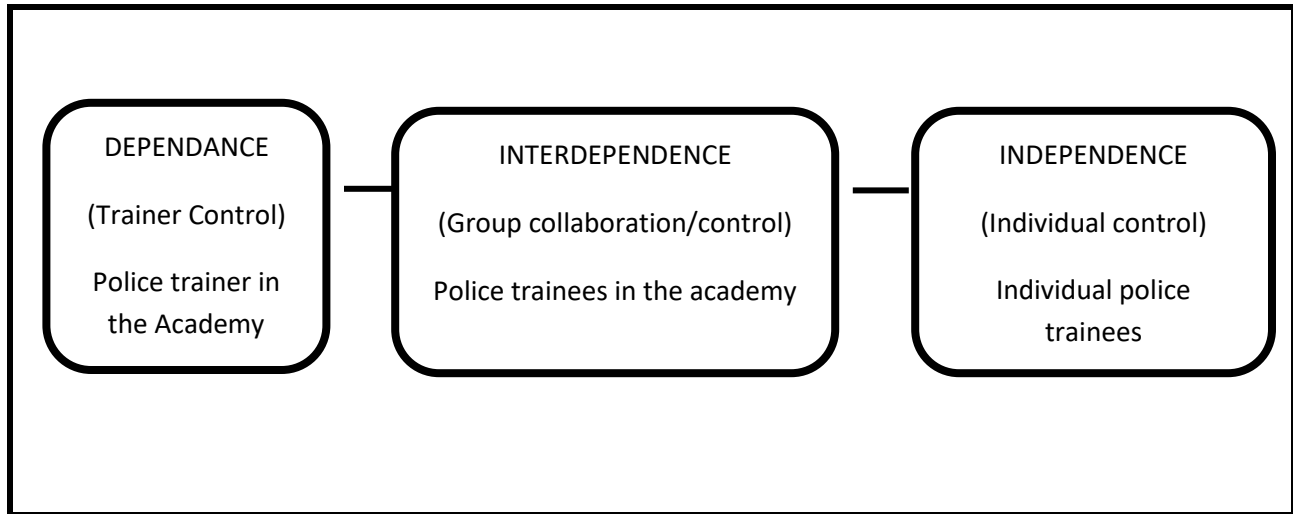 DEPENDANCE
(Trainer Control)
Police trainer in
the Academy
INTERDEPENDENCE
(Group collaboration/control)
Police trainees in the academy
INDEPENDENCE
(Individual control)
Individual police
trainees